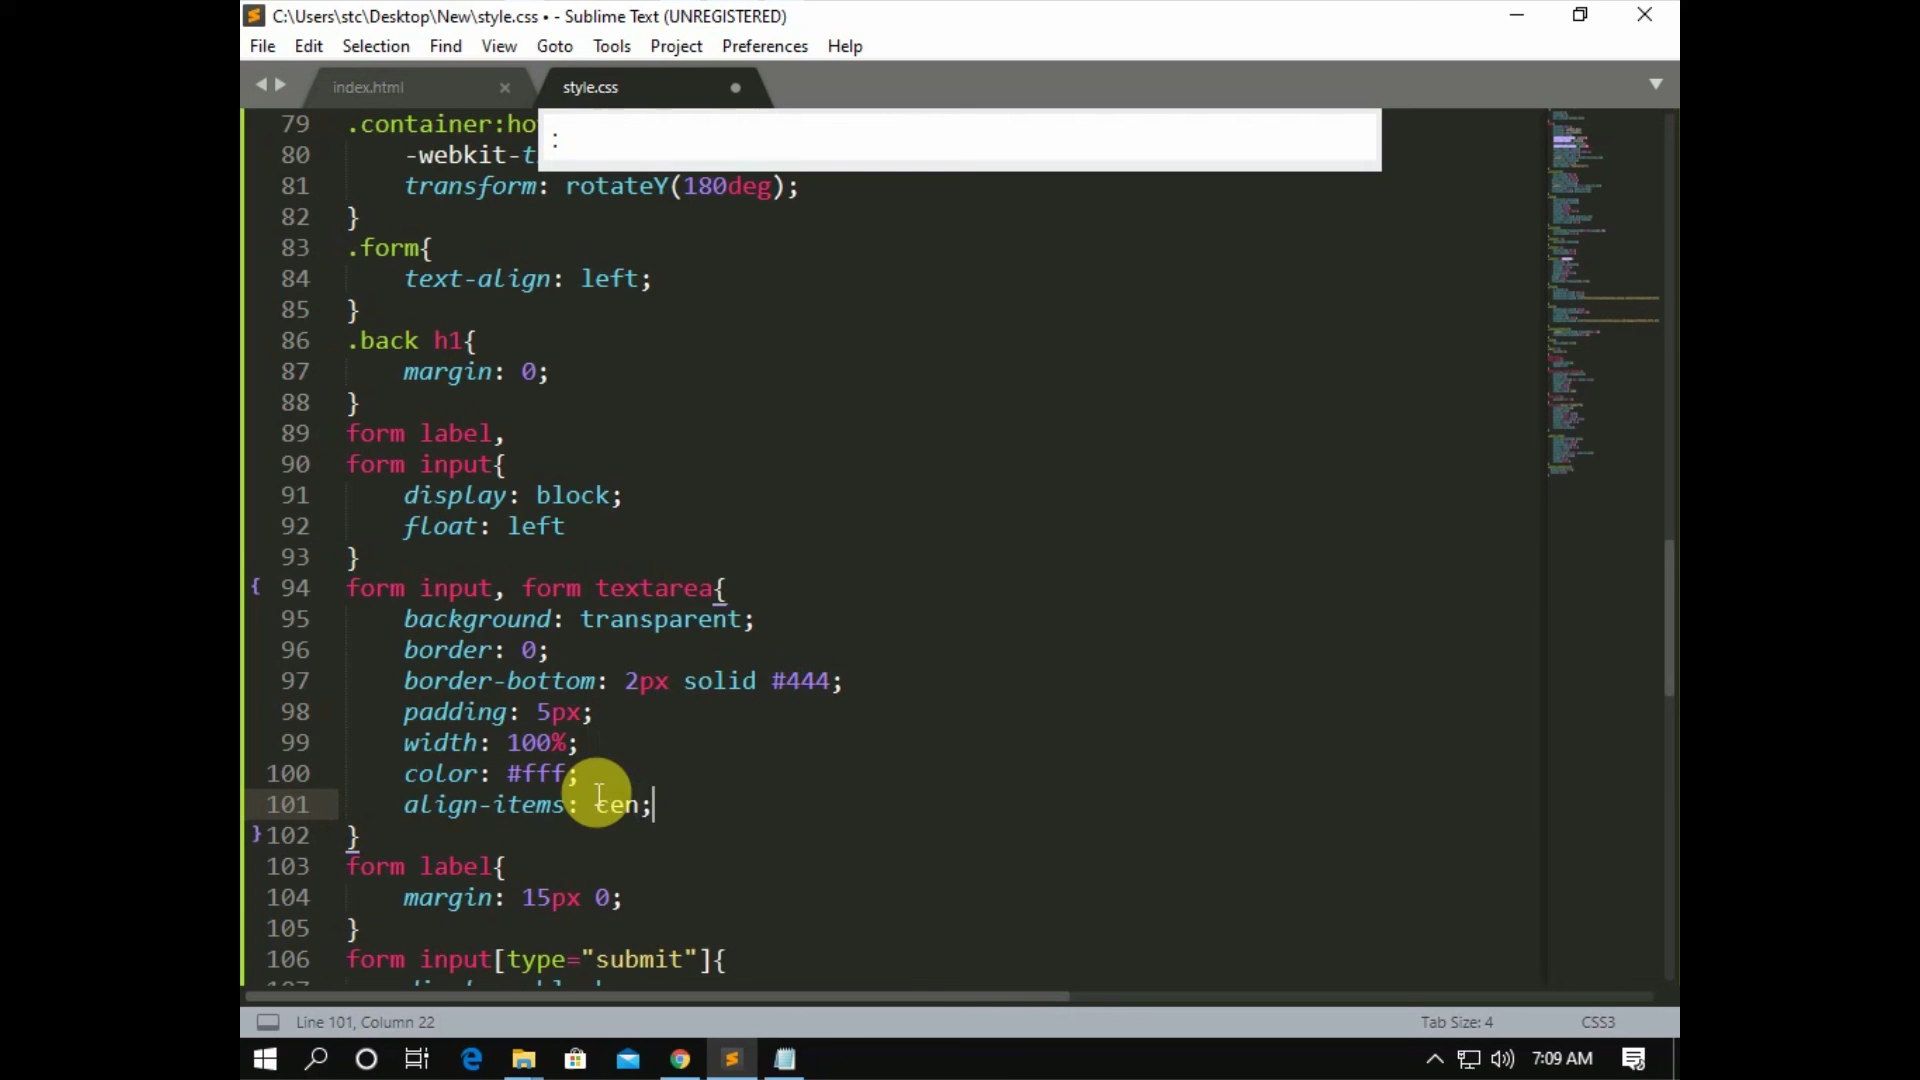 C:\Users\stc\Desktop\New\style.css • - Sublime Text (UNREGISTERED)
File Edit Selection Find View Goto Tools Project Preferences Help
index.html × style.css
:
79 .container:ho
80 -webkit-t
81 transform: rotateY(180deg);
82 }
83 .form{
84 text-align: left;
85 }
86 .back h1{
87 margin: 0;
88 }
89 form label,
90 form input{
91 display: block;
92 float: left
93 }
94 form input, form textarea{
95 background: transparent;
96 border: 0;
97 border-bottom: 2px solid #444;
98 padding: 5px;
99 width: 100%;
100 color: #fff;
101 align-items: cen;
102 }
103 form label{
104 margin: 15px 0;
105 }
106 form input[type="submit"]{
Line 101, Column 22 Tab Size: 4 CSS3
7:09 AM